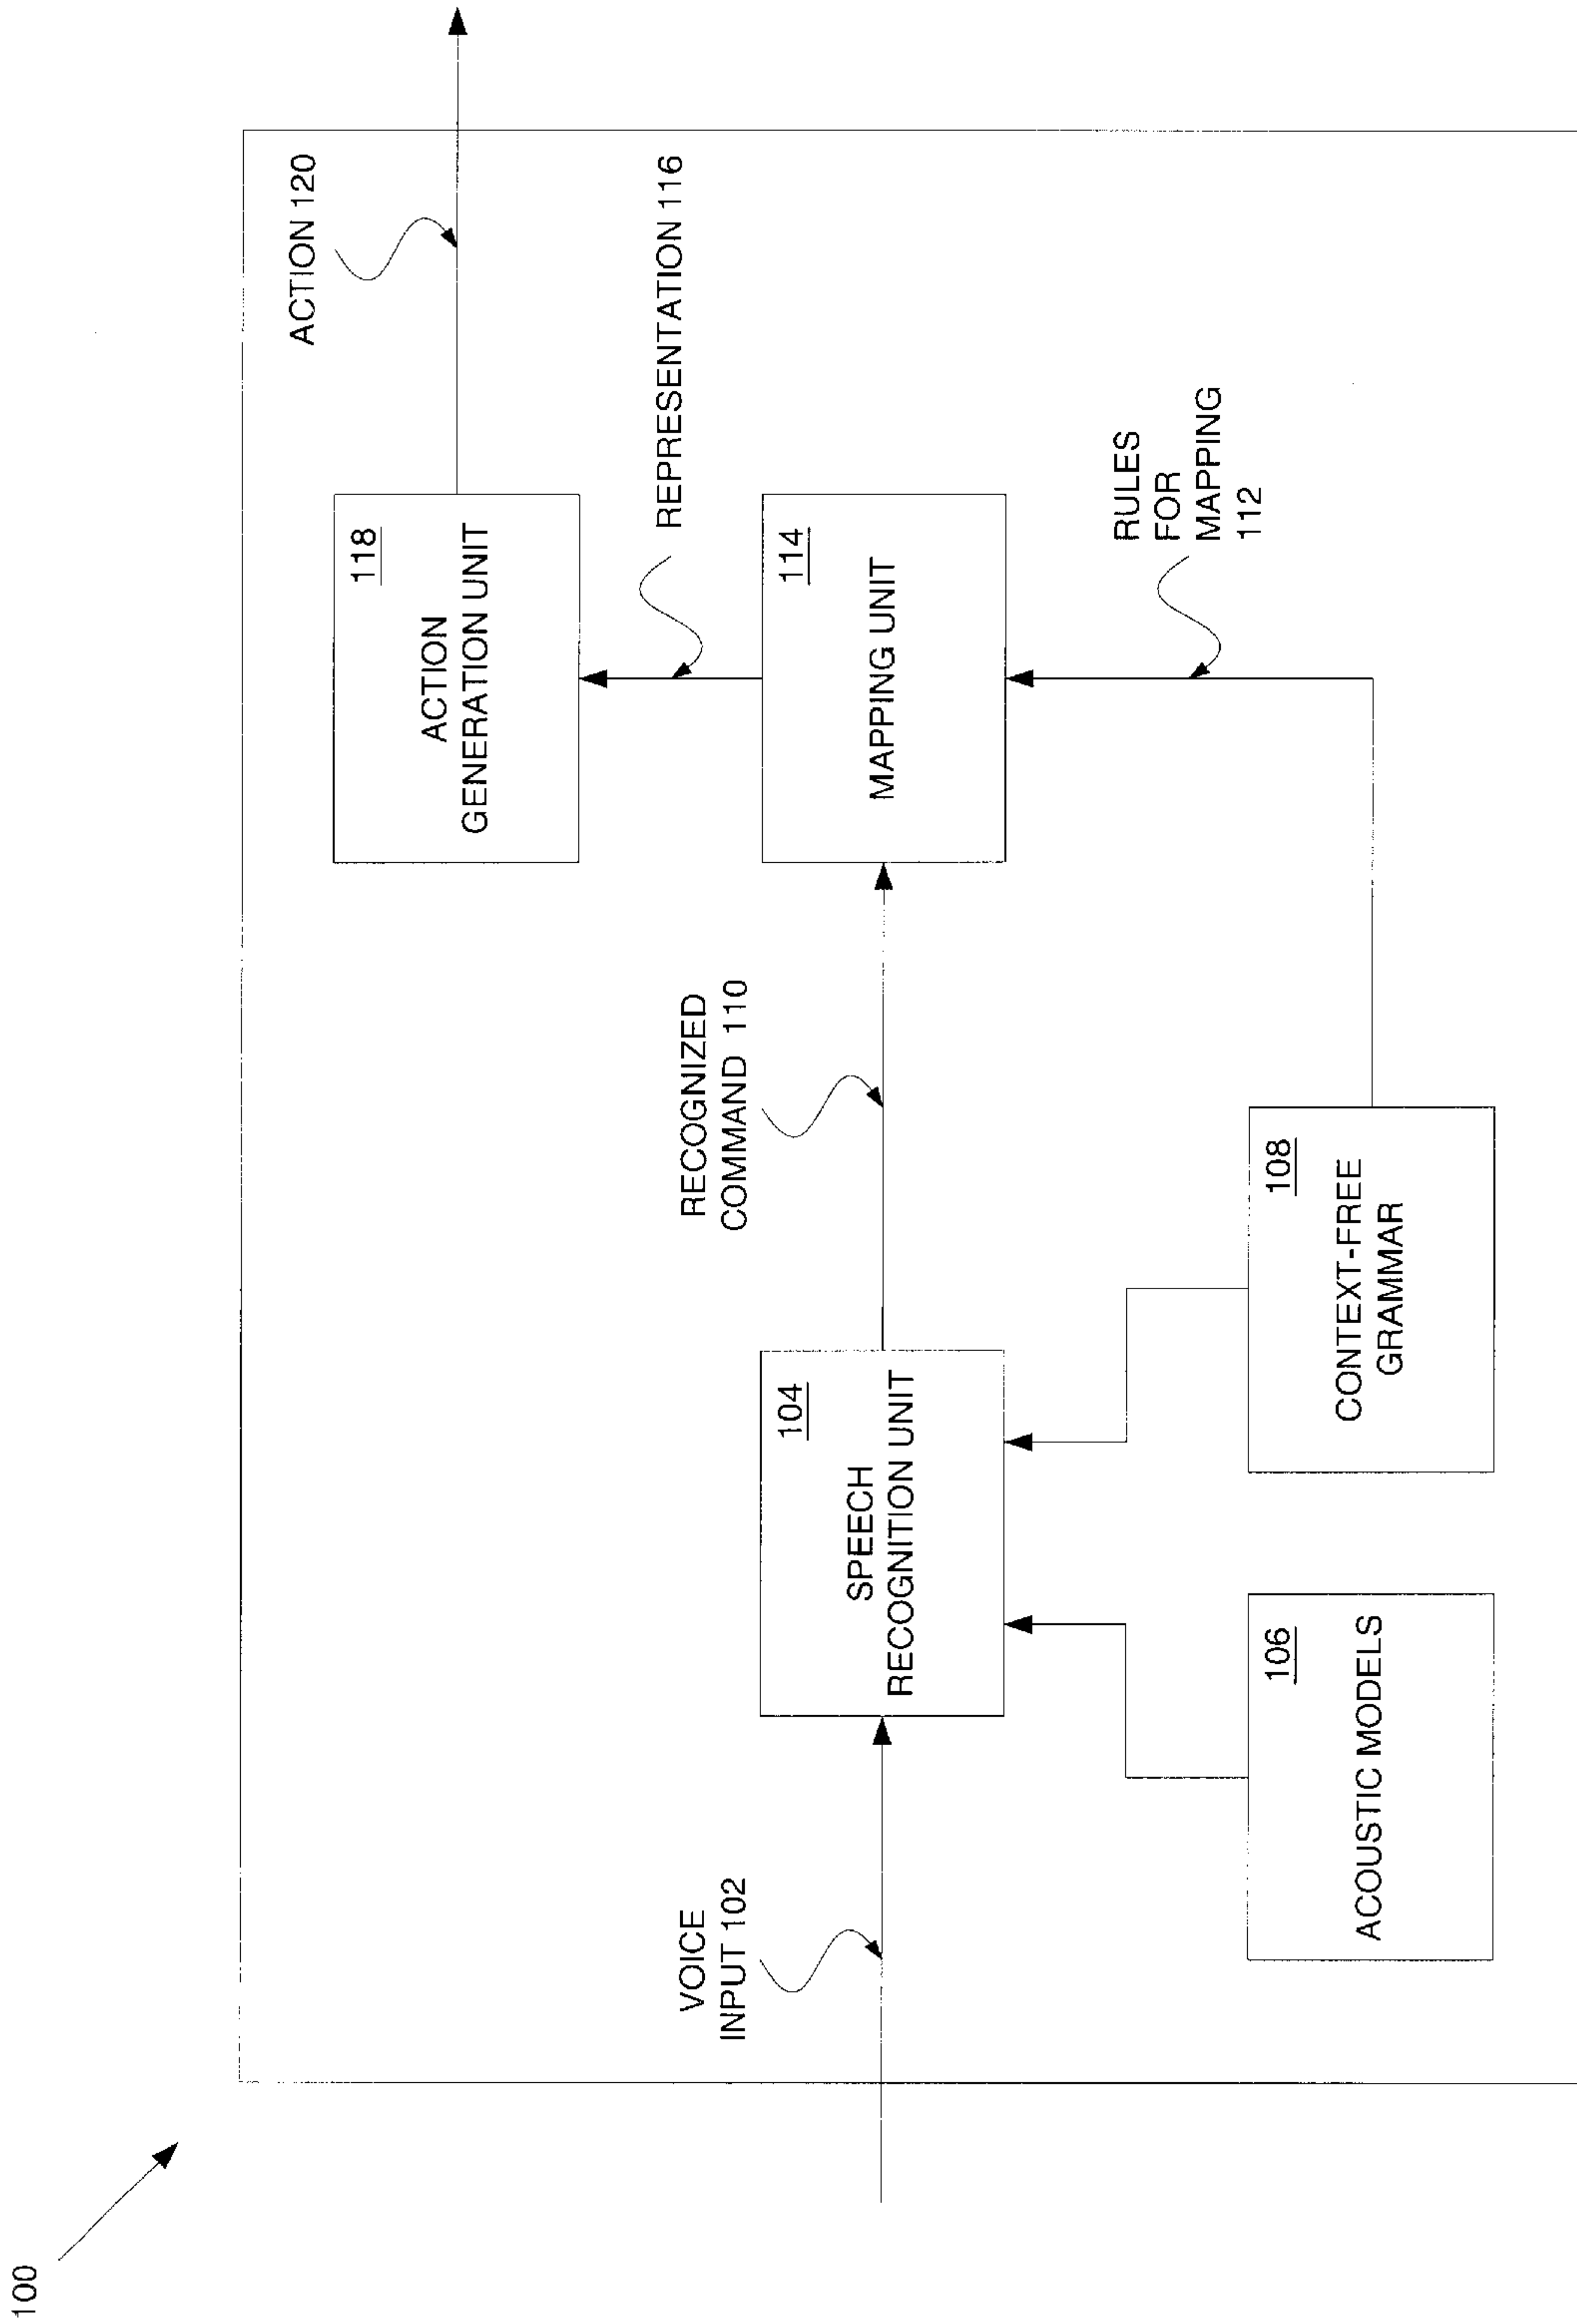 100
ACTION 120
118
ACTION
GENERATION UNIT
REPRESENTATION 116
VOICE
INPUT 102
104
SPEECH
RECOGNITION UNIT
RECOGNIZED
COMMAND 110
114
MAPPING UNIT
RULES
FOR
MAPPING
112
106
ACOUSTIC MODELS
108
CONTEXT-FREE
GRAMMAR